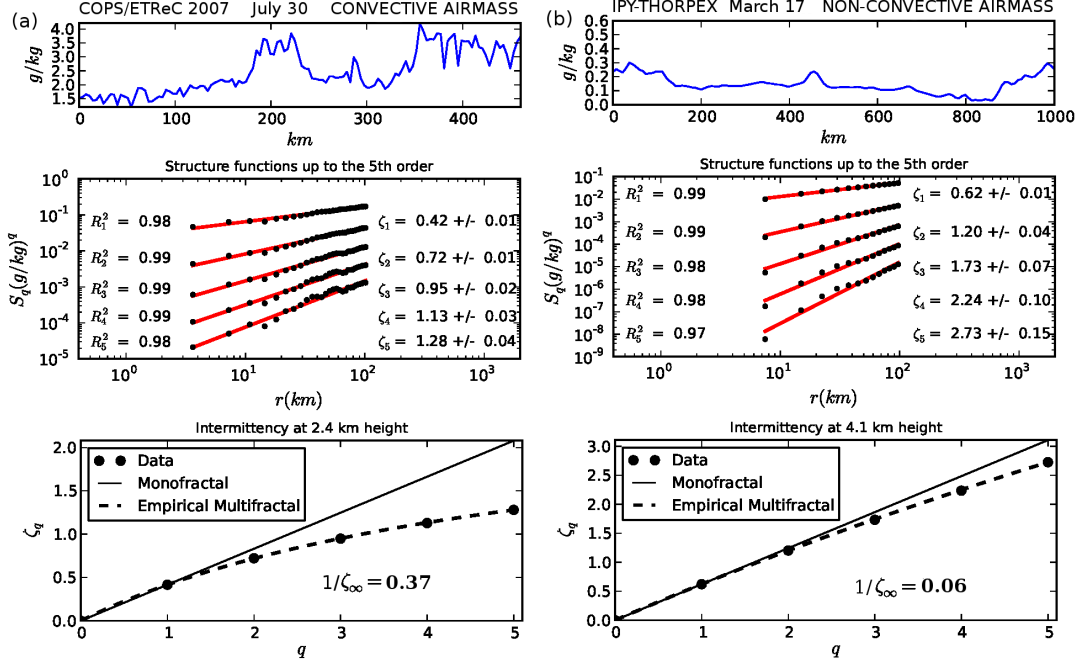 (a) COPS/ETReC 2007 July 30 CONVECTIVE AIRMASS
g/kg
4.0
3.5
3.0
2.5
2.0
1.5
0 100 200 300 400
km
Structure functions up to the 5th order
S_q(g/kg)^q
10^0
10^-1
10^-2
10^-3
10^-4
10^-5
R_1^2 = 0.98 ζ_1 = 0.42 +/- 0.01
R_2^2 = 0.99 ζ_2 = 0.72 +/- 0.01
R_3^2 = 0.99 ζ_3 = 0.95 +/- 0.02
R_4^2 = 0.99 ζ_4 = 1.13 +/- 0.03
R_5^2 = 0.98 ζ_5 = 1.28 +/- 0.04
10^0 10^1 10^2 10^3
r(km)
Intermittency at 2.4 km height
ζ_q
2.0
1.5
1.0
0.5
0.0
Data
Monofractal
Empirical Multifractal
1/ζ_∞ = 0.37
0 1 2 3 4 5
q
(b) IPY-THORPEX March 17 NON-CONVECTIVE AIRMASS
g/kg
0.6
0.5
0.4
0.3
0.2
0.1
0.0
0 200 400 600 800 1000
km
Structure functions up to the 5th order
S_q(g/kg)^q
10^-1
10^-2
10^-3
10^-4
10^-5
10^-6
10^-7
10^-8
10^-9
R_1^2 = 0.99 ζ_1 = 0.62 +/- 0.01
R_2^2 = 0.99 ζ_2 = 1.20 +/- 0.04
R_3^2 = 0.98 ζ_3 = 1.73 +/- 0.07
R_4^2 = 0.98 ζ_4 = 2.24 +/- 0.10
R_5^2 = 0.97 ζ_5 = 2.73 +/- 0.15
10^0 10^1 10^2 10^3
r(km)
Intermittency at 4.1 km height
ζ_q
3.0
2.5
2.0
1.5
1.0
0.5
0.0
Data
Monofractal
Empirical Multifractal
1/ζ_∞ = 0.06
0 1 2 3 4 5
q